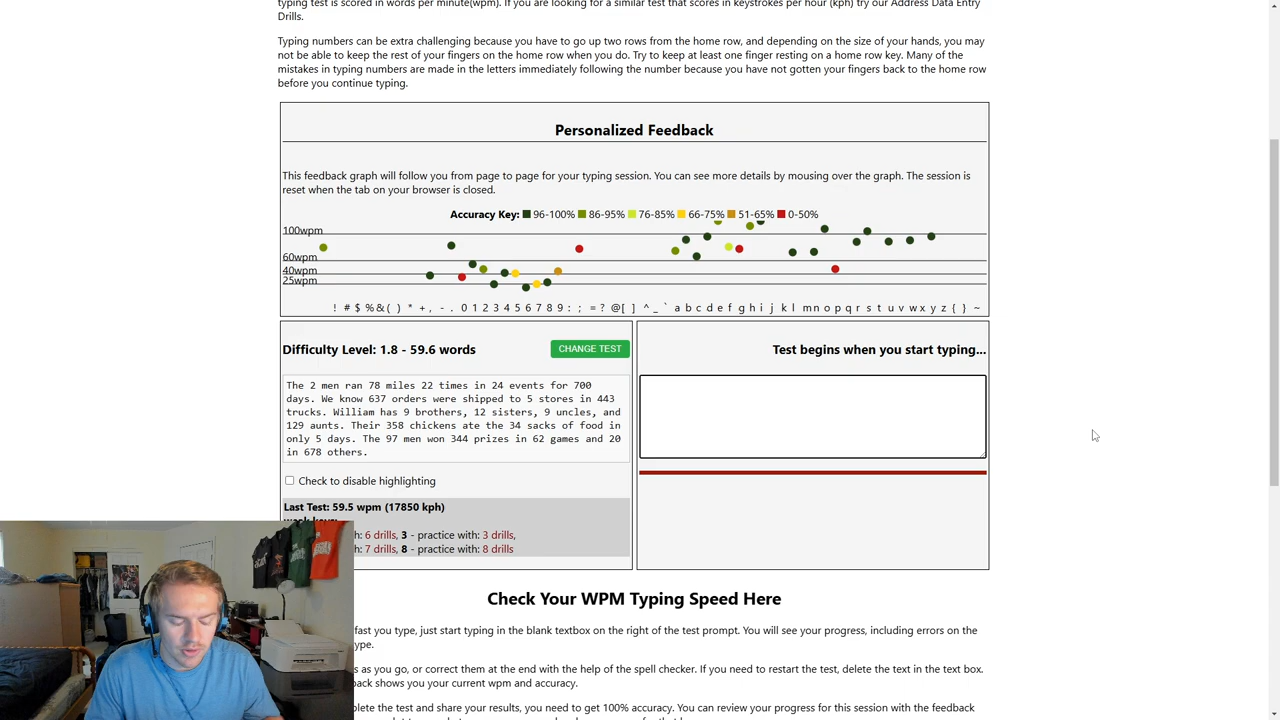 typing test is scored in words per minute(wpm). If you are looking for a similar test that scores in keystrokes per hour (kph) try our Address Data Entry
Drills.
Typing numbers can be extra challenging because you have to go up two rows from the home row, and depending on the size of your hands, you may
not be able to keep the rest of your fingers on the home row when you do. Try to keep at least one finger resting on a home row key. Many of the
mistakes in typing numbers are made in the letters immediately following the number because you have not gotten your fingers back to the home row
before you continue typing.
Personalized Feedback
This feedback graph will follow you from page to page for your typing session. You can see more details by mousing over the graph. The session is
reset when the tab on your browser is closed.
Accuracy Key: 96-100% 86-95% 76-85% 66-75% 51-65% 0-50%
100wpm
60wpm
40wpm
25wpm
! # $ % & ( ) * + , - . 0 1 2 3 4 5 6 7 8 9 : ; = ? @ [ ] ^ _ ` a b c d e f g h i j k l m n o p q r s t u v w x y z { } ~
Difficulty Level: 1.8 - 59.6 words
CHANGE TEST
The 2 men ran 78 miles 22 times in 24 events for 700
days. We know 637 orders were shipped to 5 stores in 443
trucks. William has 9 brothers, 12 sisters, 9 uncles, and
129 aunts. Their 358 chickens ate the 34 sacks of food in
only 5 days. The 97 men won 344 prizes in 62 games and 20
in 678 others.
Check to disable highlighting
Last Test: 59.5 wpm (17850 kph)
h: 6 drills, 3 - practice with: 3 drills,
h: 7 drills, 8 - practice with: 8 drills
Test begins when you start typing...
Check Your WPM Typing Speed Here
fast you type, just start typing in the blank textbox on the right of the test prompt. You will see your progress, including errors on the
ype.
s as you go, or correct them at the end with the help of the spell checker. If you need to restart the test, delete the text in the text box.
back shows you your current wpm and accuracy.
plete the test and share your results, you need to get 100% accuracy. You can review your progress for this session with the feedback